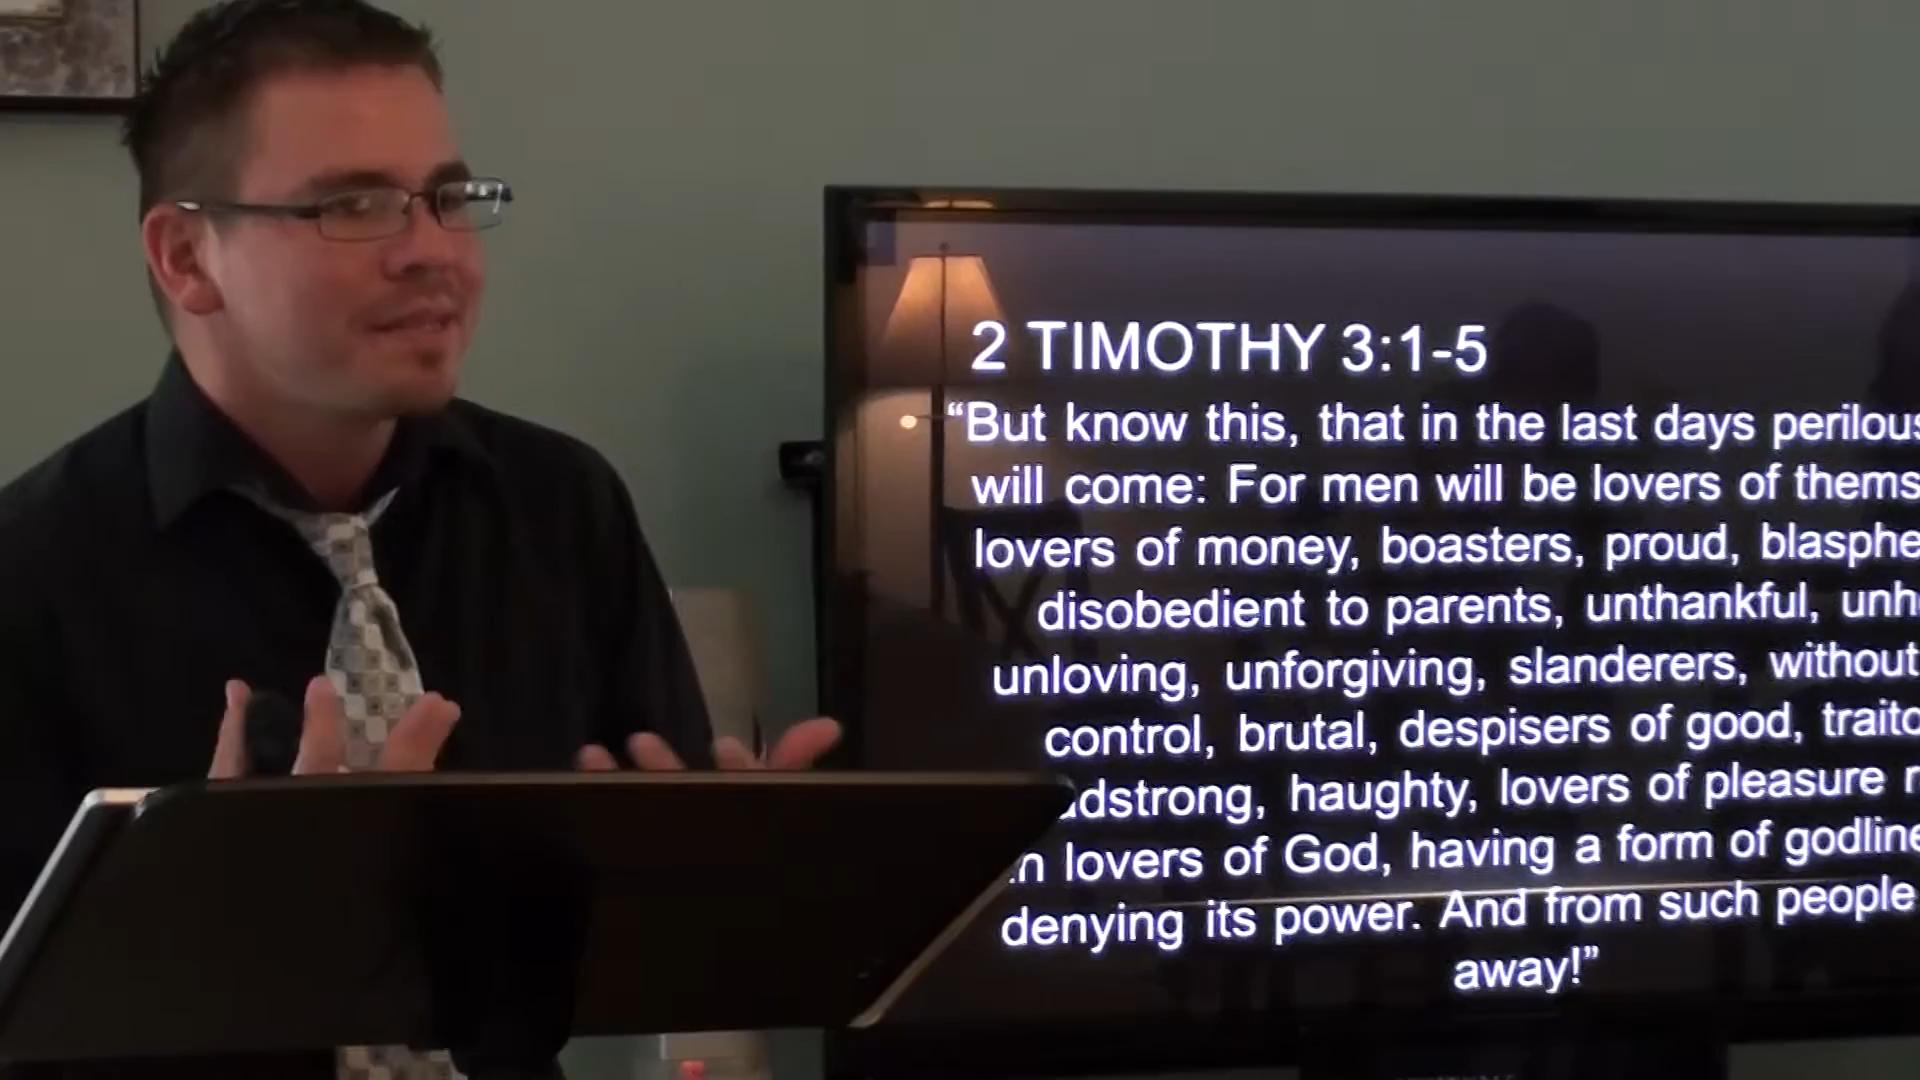 2 TIMOTHY 3:1-5
“But know this, that in the last days perilous
will come: For men will be lovers of thems
lovers of money, boasters, proud, blasphe
disobedient to parents, unthankful, unh
unloving, unforgiving, slanderers, without
control, brutal, despisers of good, traito
adstrong, haughty, lovers of pleasure
n lovers of God, having a form of godline
denying its power. And from such people
away!”